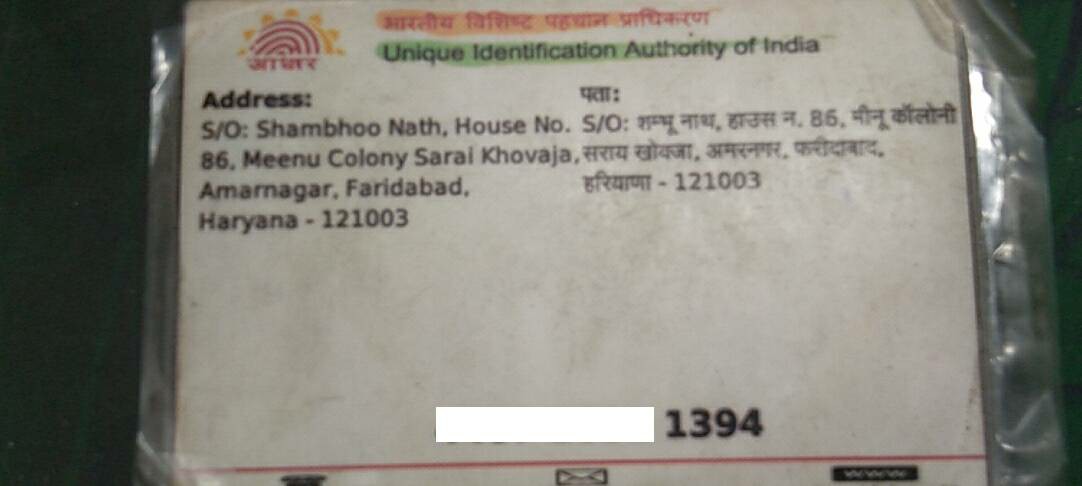 भारतीय विशिष्ट पहचान प्राधिकरण
Unique Identification Authority of India
आधार
Address:
S/O: Shambhoo Nath, House No.
86, Meenu Colony Sarai Khovaja,
Amarnagar, Faridabad,
Haryana - 121003
पता:
S/O: शम्भू नाथ, हाउस न. 86, मीनू कॉलोनी
सराय खोवजा, अमरनगर, फरीदाबाद,
हरियाणा - 121003
1394
www